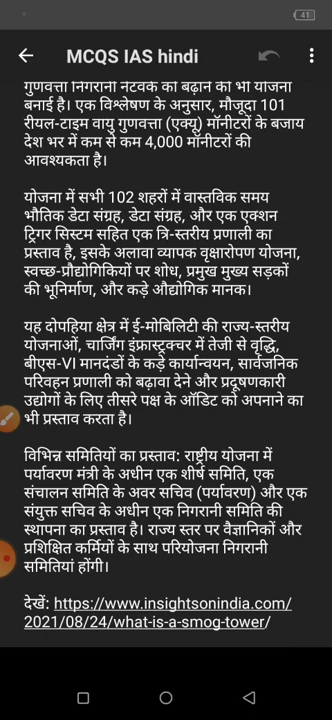 41
MCQS IAS hindi
गुणवत्ता निगरानी नेटवर्क को बढ़ाने की भी योजना
बनाई है। एक विश्लेषण के अनुसार, मौजूदा 101
रीयल-टाइम वायु गुणवत्ता (एक्यू) मॉनीटरों के बजाय
देश भर में कम से कम 4,000 मॉनीटरों की
आवश्यकता है।
योजना में सभी 102 शहरों में वास्तविक समय
भौतिक डेटा संग्रह, डेटा संग्रह, और एक एक्शन
ट्रिगर सिस्टम सहित एक त्रि-स्तरीय प्रणाली का
प्रस्ताव है, इसके अलावा व्यापक वृक्षारोपण योजना,
स्वच्छ-प्रौद्योगिकियों पर शोध, प्रमुख मुख्य सड़कों
की भूनिर्माण, और कड़े औद्योगिक मानक।
यह दोपहिया क्षेत्र में ई-मोबिलिटी की राज्य-स्तरीय
योजनाओं, चार्जिंग इंफ्रास्ट्रक्चर में तेजी से वृद्धि,
बीएस-VI मानदंडों के कड़े कार्यान्वयन, सार्वजनिक
परिवहन प्रणाली को बढ़ावा देने और प्रदूषणकारी
उद्योगों के लिए तीसरे पक्ष के ऑडिट को अपनाने का
भी प्रस्ताव करता है।
विभिन्न समितियों का प्रस्ताव: राष्ट्रीय योजना में
पर्यावरण मंत्री के अधीन एक शीर्ष समिति, एक
संचालन समिति के अवर सचिव (पर्यावरण) और एक
संयुक्त सचिव के अधीन एक निगरानी समिति की
स्थापना का प्रस्ताव है। राज्य स्तर पर वैज्ञानिकों और
प्रशिक्षित कर्मियों के साथ परियोजना निगरानी
समितियां होंगी।
देखें: https://www.insightsonindia.com/
2021/08/24/what-is-a-smog-tower/